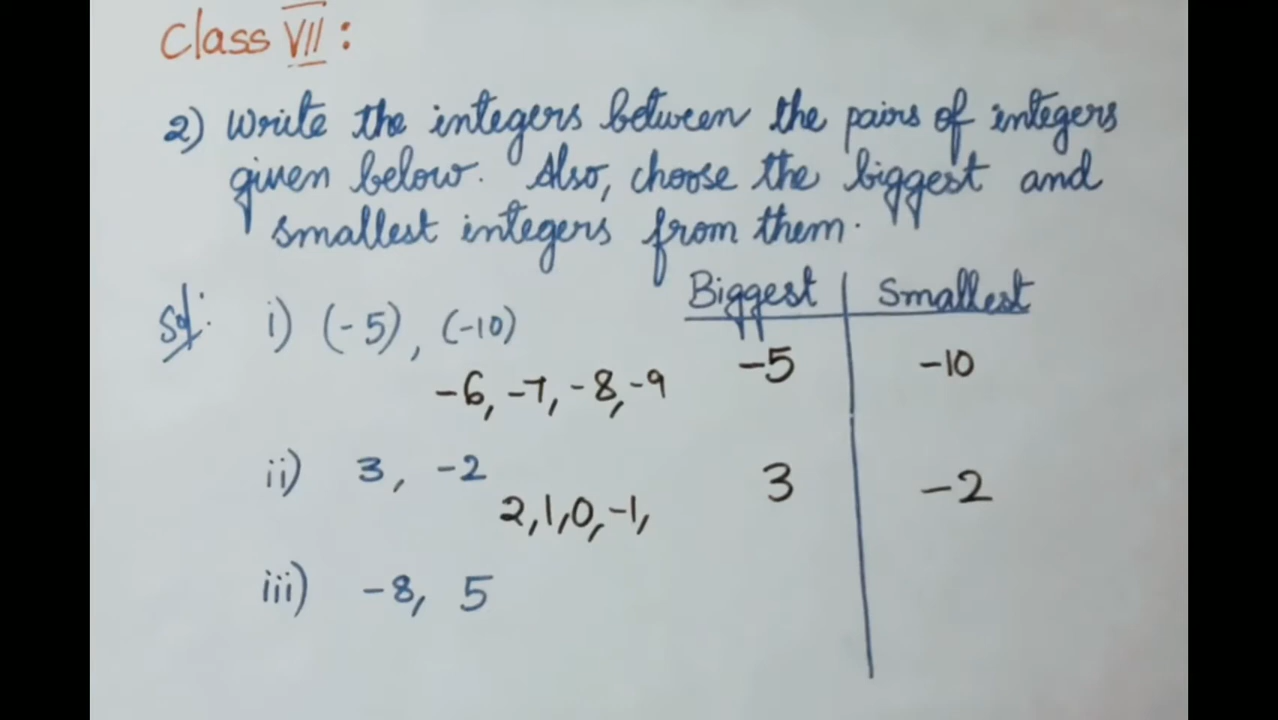 Class VII:
2) Write the integers between the pairs of integers
given below. Also, choose the biggest and
smallest integers from them.
Biggest Smallest
Sol: i) (-5), (-10)
-5 -10
-6, -7, -8, -9
ii) 3, -2
3 -2
2, 1, 0, -1,
iii) -8, 5